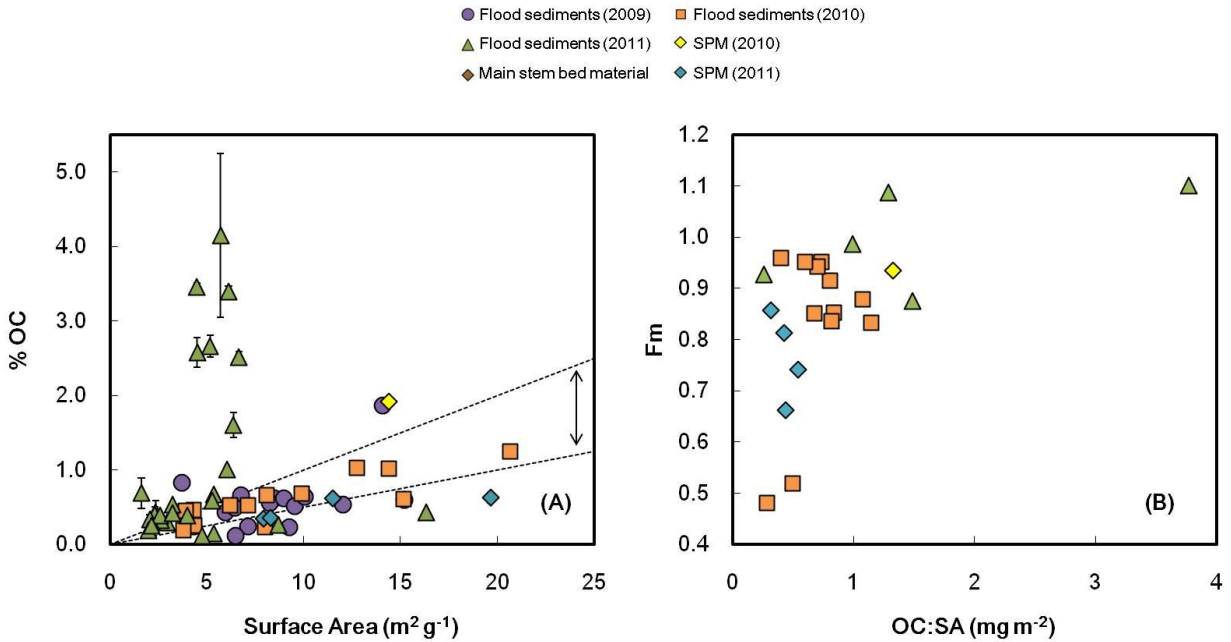 Flood sediments (2009) Flood sediments (2010)
Flood sediments (2011) SPM (2010)
Main stem bed material SPM (2011)
5.0
4.0
3.0
2.0
1.0
0.0
% OC
(A)
0 5 10 15 20 25
Surface Area (m² g⁻¹)
1.2
1.1
1.0
0.9
0.8
0.7
0.6
0.5
0.4
Fm
(B)
0 1 2 3 4
OC:SA (mg m⁻²)